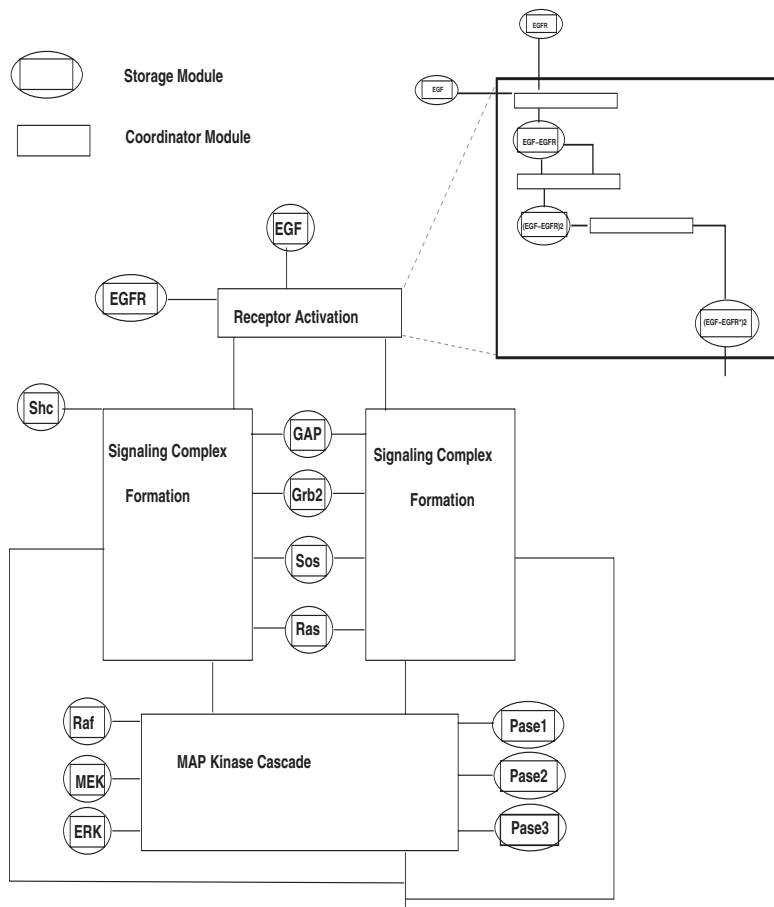 Storage Module
Coordinator Module
EGFR
EGF
EGF-EGFR
(EGF-EGFR)2
(EGF-EGFR*)2
EGF
EGFR
Receptor Activation
Shc
Signaling Complex
Formation
GAP
Grb2
Sos
Ras
Signaling Complex
Formation
Raf
MEK
ERK
MAP Kinase Cascade
Pase1
Pase2
Pase3